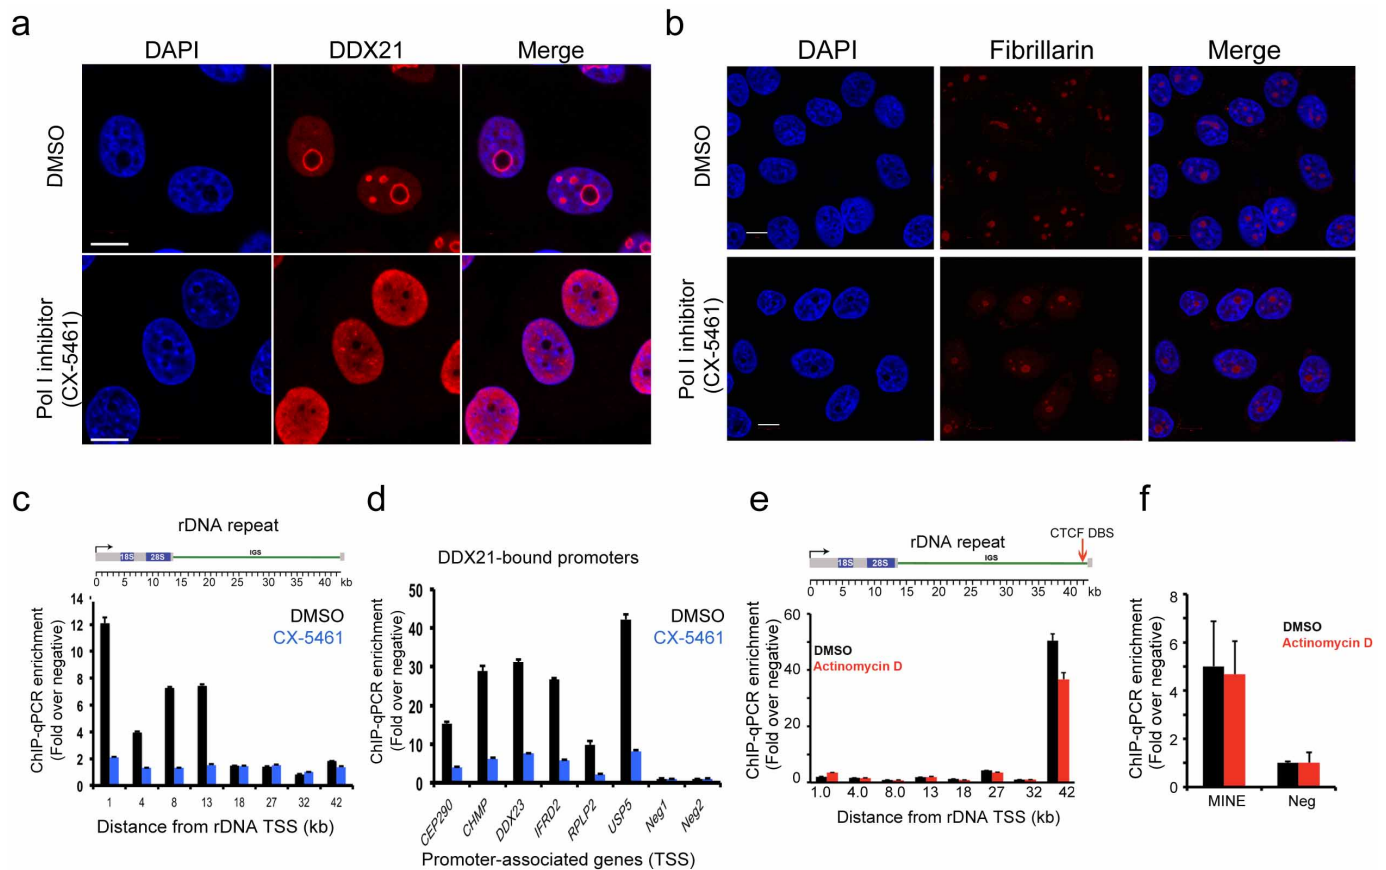 a
DAPI
DDX21
Merge
DMSO
Pol I inhibitor
(CX-5461)
b
DAPI
Fibrillarin
Merge
DMSO
Pol I inhibitor
(CX-5461)
c
rDNA repeat
18S 28S IGS
0 5 10 15 20 25 30 35 40 kb
ChIP-qPCR enrichment
(Fold over negative)
14
12
10
8
6
4
2
0
DMSO
CX-5461
1 4 8 13 18 27 32 42
Distance from rDNA TSS (kb)
d
DDX21-bound promoters
ChIP-qPCR enrichment
(Fold over negative)
50
40
30
20
10
0
DMSO
CX-5461
CEP290 CHMP DDX23 IFRD2 RPLP2 USP5 Neg1 Neg2
Promoter-associated genes (TSS)
e
CTCF DBS
rDNA repeat
18S 28S IGS
0 5 10 15 20 25 30 35 40 kb
ChIP-qPCR enrichment
(Fold over negative)
60
40
20
0
DMSO
Actinomycin D
1.0 4.0 8.0 13 18 27 32 42
Distance from rDNA TSS (kb)
f
ChIP-qPCR enrichment
(Fold over negative)
8
6
4
2
0
DMSO
Actinomycin D
MINE Neg